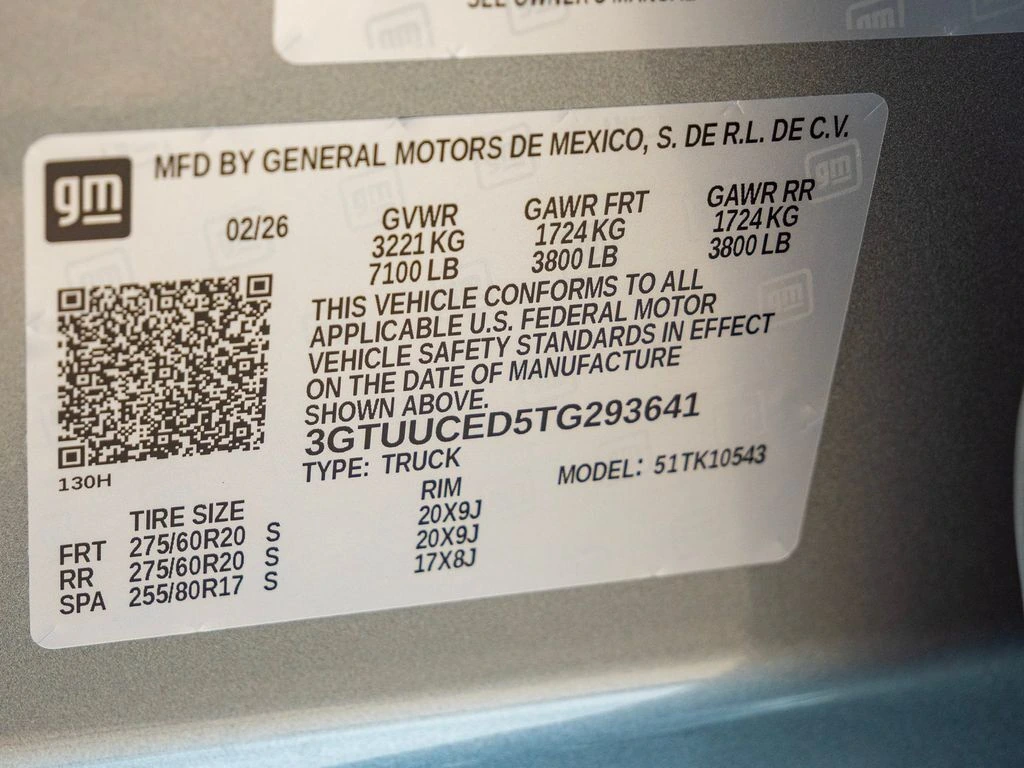 SEE OWNER'S MANUAL
gm
MFD BY GENERAL MOTORS DE MEXICO, S. DE R.L. DE C.V.
02/26
GVWR GAWR FRT GAWR RR
3221 KG 1724 KG 1724 KG
7100 LB 3800 LB 3800 LB
THIS VEHICLE CONFORMS TO ALL
APPLICABLE U.S. FEDERAL MOTOR
VEHICLE SAFETY STANDARDS IN EFFECT
ON THE DATE OF MANUFACTURE
SHOWN ABOVE.
3GTUUCED5TG293641
TYPE: TRUCK MODEL: 51TK10543
130H
TIRE SIZE RIM
FRT 275/60R20 S 20X9J
RR 275/60R20 S 20X9J
SPA 255/80R17 S 17X8J